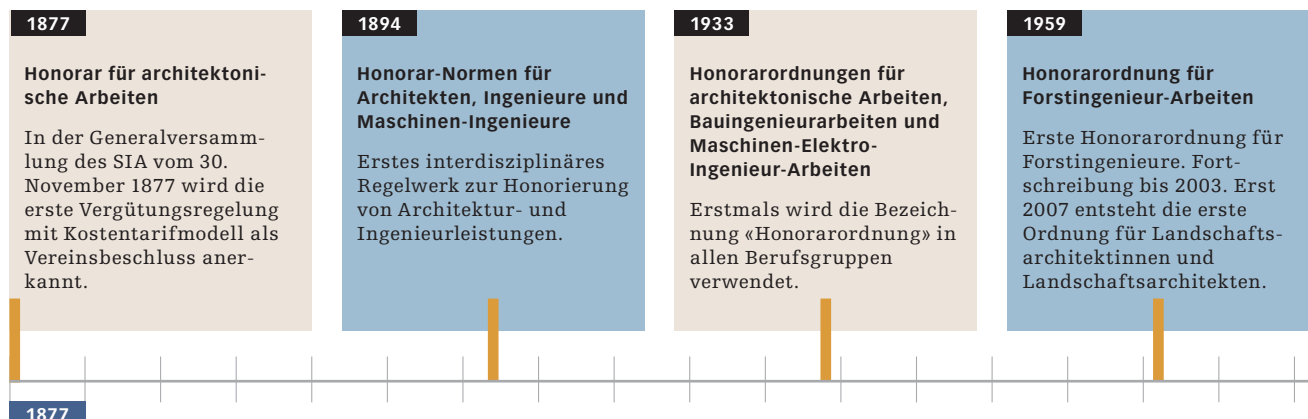 1877
Honorar für architektoni-
sche Arbeiten
In der Generalversamm-
lung des SIA vom 30.
November 1877 wird die
erste Vergütungsregelung
mit Kostentarifmodell als
Vereinsbeschluss aner-
kannt.
1894
Honorar-Normen für
Architekten, Ingenieure und
Maschinen-Ingenieure
Erstes interdisziplinäres
Regelwerk zur Honorierung
von Architektur- und
Ingenieurleistungen.
1933
Honorarordnungen für
architektonische Arbeiten,
Bauingenieurarbeiten und
Maschinen-Elektro-
Ingenieur-Arbeiten
Erstmals wird die Bezeich-
nung «Honorarordnung» in
allen Berufsgruppen
verwendet.
1959
Honorarordnung für
Forstingenieur-Arbeiten
Erste Honorarordnung für
Forstingenieure. Fort-
schreibung bis 2003. Erst
2007 entsteht die erste
Ordnung für Landschafts-
architektinnen und
Landschaftsarchitekten.
1877